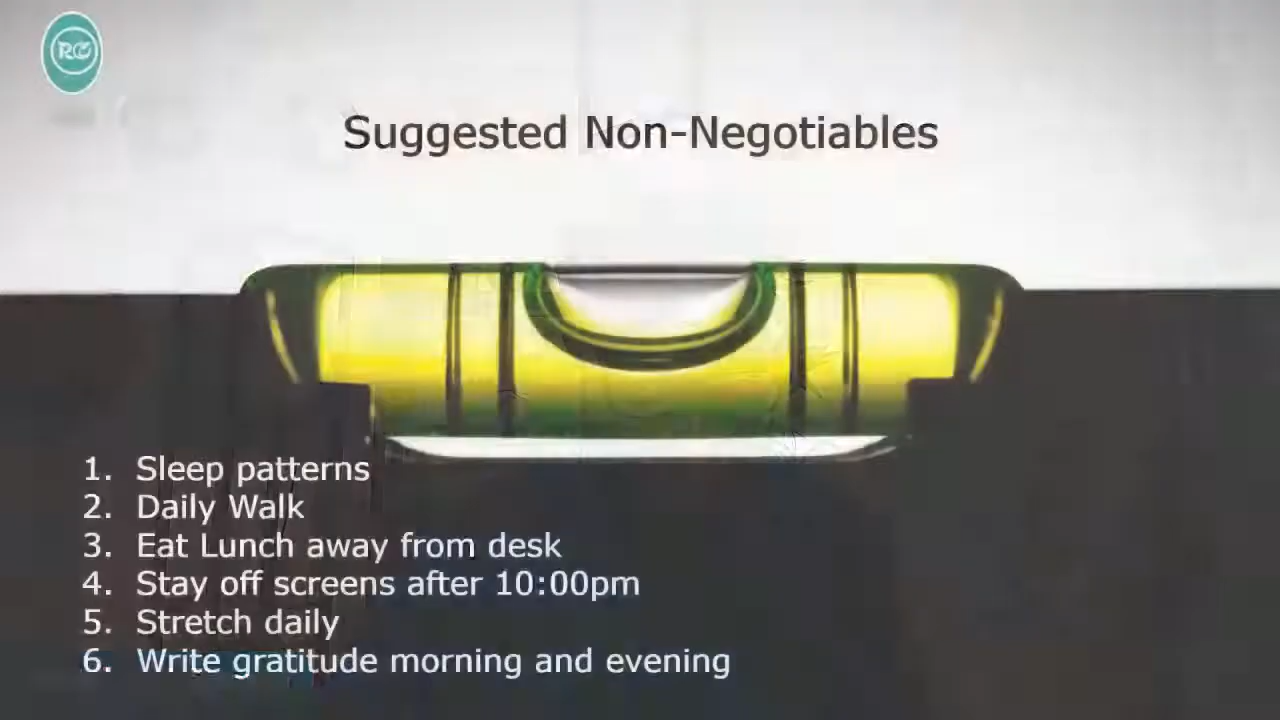 RG
Suggested Non-Negotiables
1. Sleep patterns
2. Daily Walk
3. Eat Lunch away from desk
4. Stay off screens after 10:00pm
5. Stretch daily
6. Write gratitude morning and evening